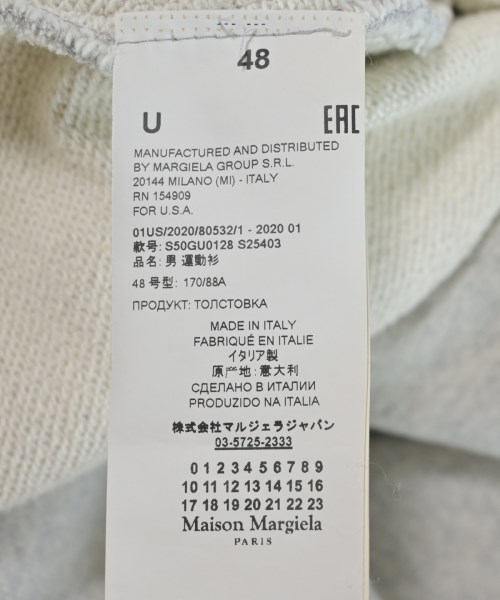 48
U EAC
MANUFACTURED AND DISTRIBUTED
BY MARGIELA GROUP S.R.L.
20144 MILANO (MI) - ITALY
RN 154909
FOR U.S.A.
01US/2020/80532/1 - 2020 01
款号: S50GU0128 S25403
品名: 男 運動衫
48 号型: 170/88A
ПРОДУКТ: ТОЛСТОВКА
MADE IN ITALY
FABRIQUÉ EN ITALIE
イタリア製
原产地: 意大利
СДЕЛАНО В ИТАЛИИ
PRODUZIDO NA ITALIA
株式会社マルジェラジャパン
03-5725-2333
0 1 2 3 4 5 6 7 8 9
10 11 12 13 14 15 16
17 18 19 20 21 22 23
Maison Margiela
PARIS